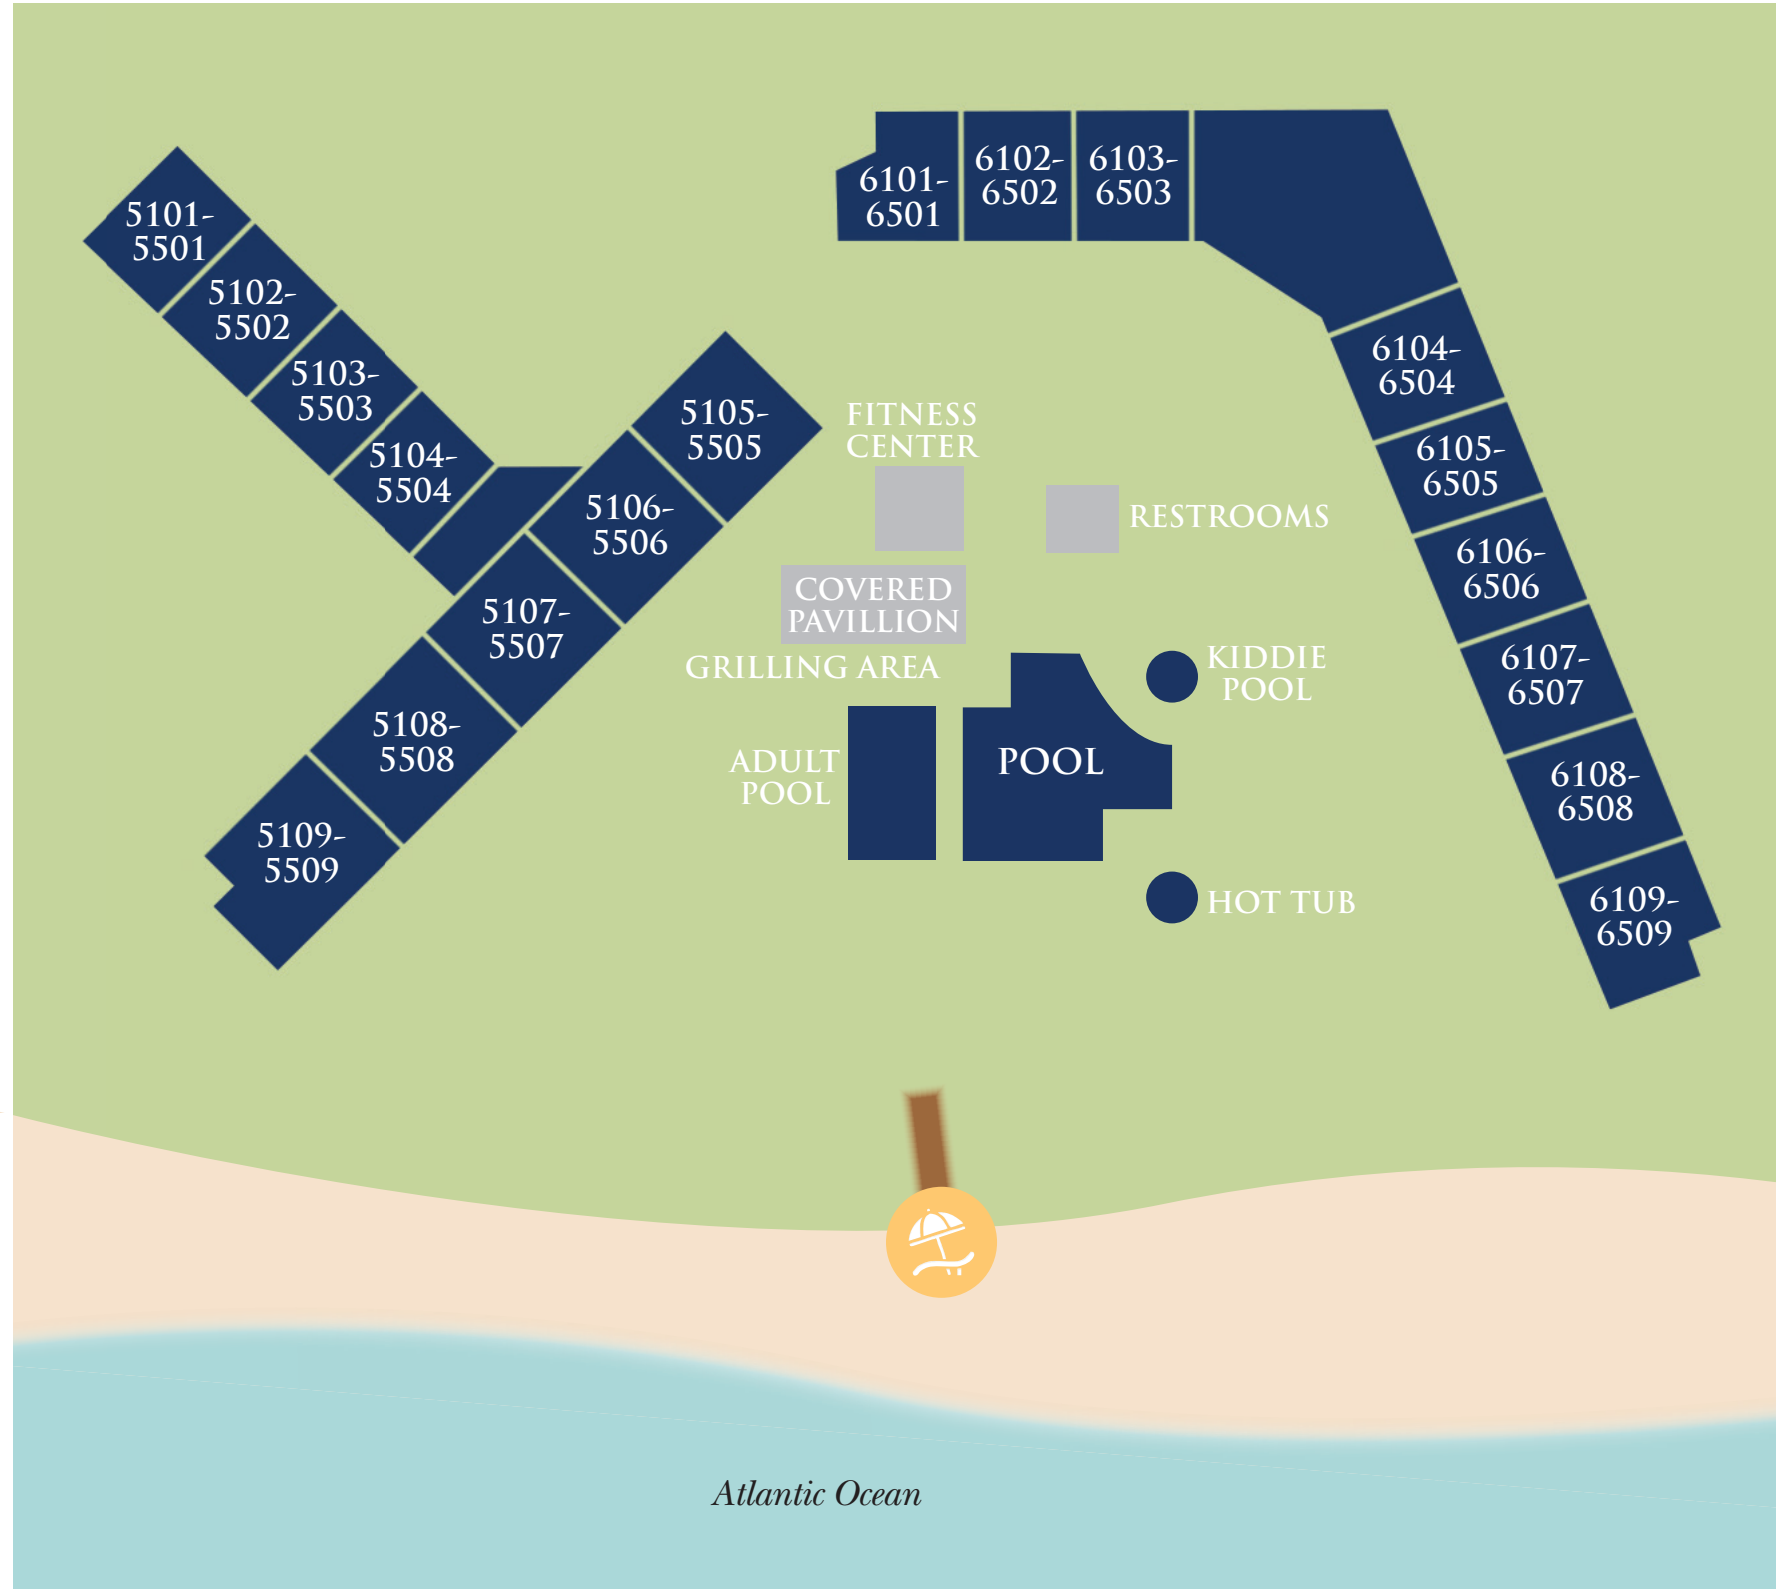 5101-
5501
5102-
5502
5103-
5503
5104-
5504
5105-
5505
5106-
5506
5107-
5507
5108-
5508
5109-
5509
6101-
6501
6102-
6502
6103-
6503
6104-
6504
6105-
6505
6106-
6506
6107-
6507
6108-
6508
6109-
6509
FITNESS
CENTER
RESTROOMS
COVERED
PAVILLION
GRILLING AREA
KIDDIE
POOL
ADULT
POOL
POOL
HOT TUB
Atlantic Ocean